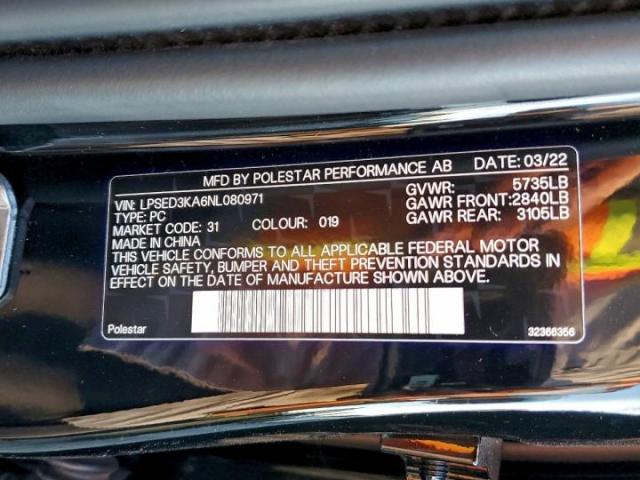 MFD BY POLESTAR PERFORMANCE AB DATE: 03/22
VIN: LPSED3KA6NL080971 GVWR: 5735LB
TYPE: PC GAWR FRONT: 2840LB
MARKET CODE: 31 COLOUR: 019 GAWR REAR: 3105LB
MADE IN CHINA
THIS VEHICLE CONFORMS TO ALL APPLICABLE FEDERAL MOTOR
VEHICLE SAFETY, BUMPER AND THEFT PREVENTION STANDARDS IN
EFFECT ON THE DATE OF MANUFACTURE SHOWN ABOVE.
Polestar 32366356